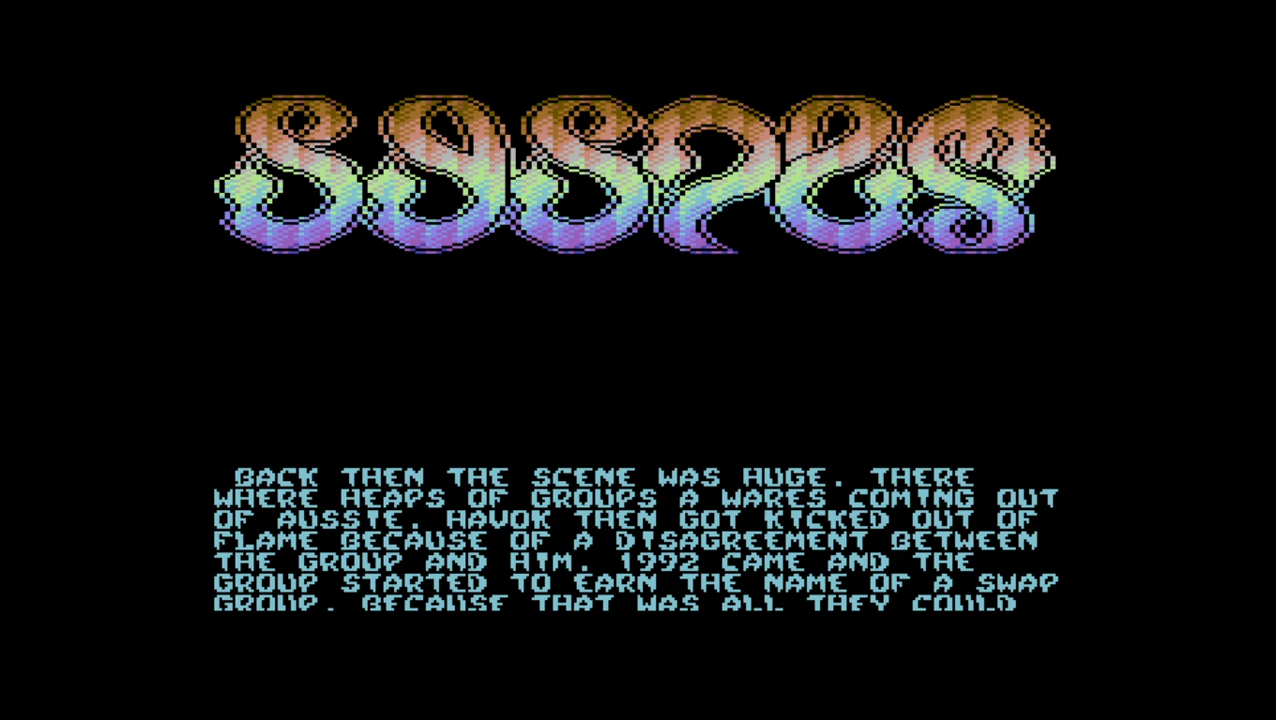 BACK THEN THE SCENE WAS HUGE. THERE
WHERE HEAPS OF GROUPS A WARES COMING OUT
OF AUSSIE. HAVOK THEN GOT KICKED OUT OF
FLAME BECAUSE OF A DISAGREEMENT BETWEEN
THE GROUP AND HIM. 1992 CAME AND THE
GROUP STARTED TO EARN THE NAME OF A SWAP
GROUP. BECAUSE THAT WAS ALL THEY COULD